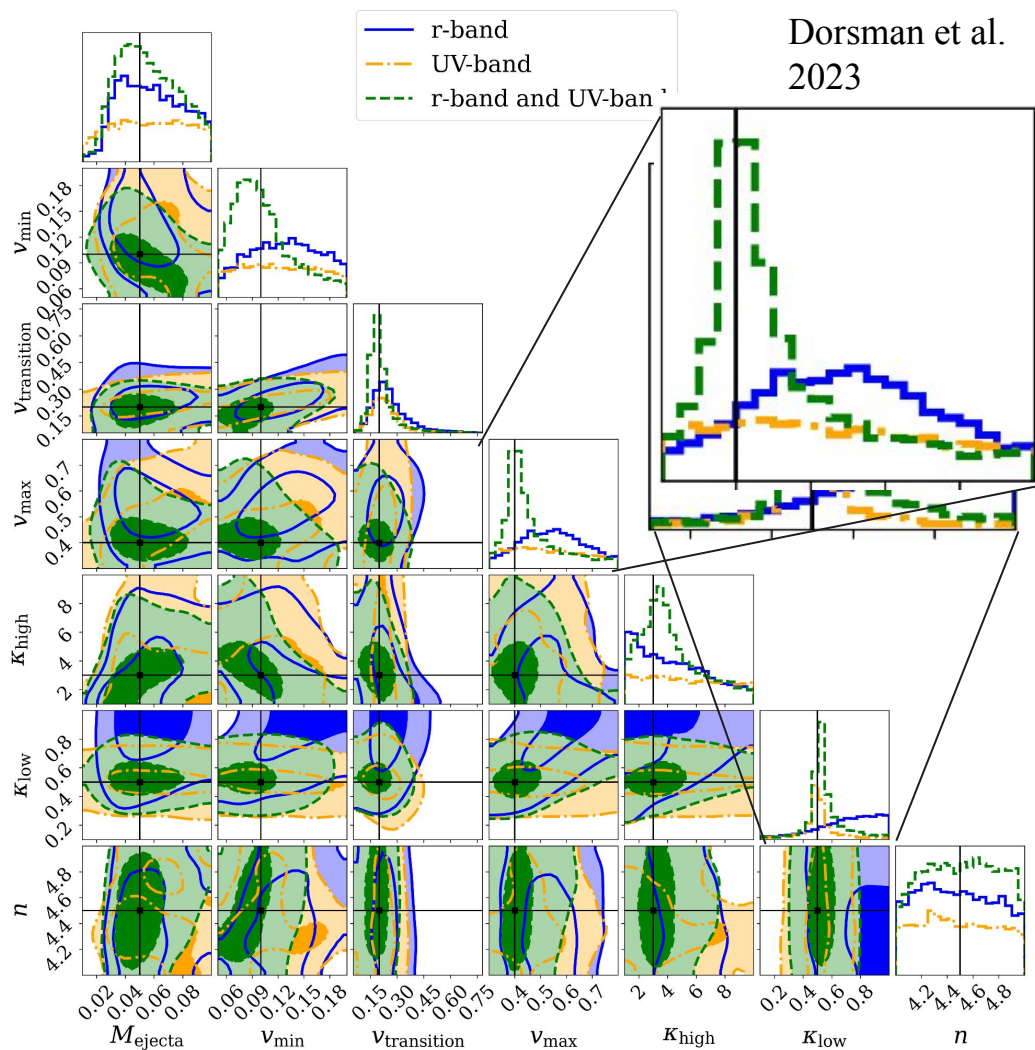 r-band
UV-band
r-band and UV-band
Dorsman et al.
2023
v_min
0.18
0.15
0.12
0.09
0.06
v_transition
0.75
0.60
0.45
0.30
0.15
v_max
0.7
0.6
0.5
0.4
κ_high
8
6
4
2
κ_low
0.8
0.6
0.4
0.2
n
4.8
4.6
4.4
4.2
0.02 0.04 0.06 0.08
0.06 0.09 0.12 0.15 0.18
0.15 0.30 0.45 0.60 0.75
0.4 0.5 0.6 0.7
2 4 6 8
0.2 0.4 0.6 0.8
4.2 4.4 4.6 4.8
M_ejecta v_min v_transition v_max κ_high κ_low n